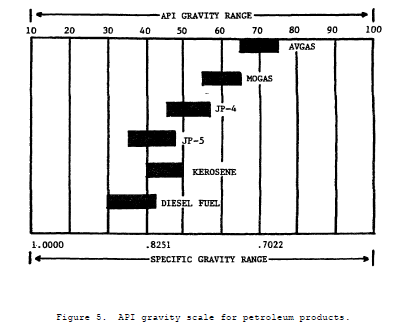 API GRAVITY RANGE
10 20 30 40 50 60 70 80 90 100
AVGAS
MOGAS
JP-4
JP-5
KEROSENE
DIESEL FUEL
1.0000 .8251 .7022
SPECIFIC GRAVITY RANGE
Figure 5. API gravity scale for petroleum products.